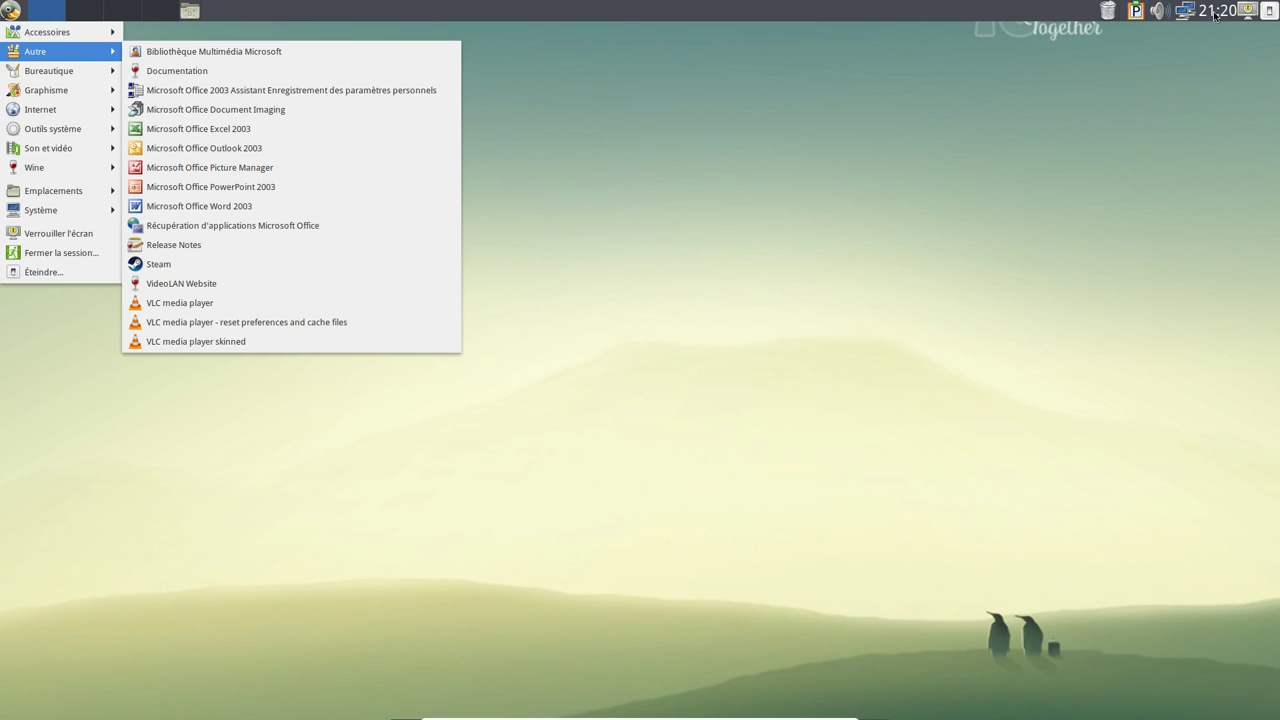 21:20
Together
Accessoires
Autre
Bureautique
Graphisme
Internet
Outils système
Son et vidéo
Wine
Emplacements
Système
Verrouiller l'écran
Fermer la session...
Éteindre...
Bibliothèque Multimédia Microsoft
Documentation
Microsoft Office 2003 Assistant Enregistrement des paramètres personnels
Microsoft Office Document Imaging
Microsoft Office Excel 2003
Microsoft Office Outlook 2003
Microsoft Office Picture Manager
Microsoft Office PowerPoint 2003
Microsoft Office Word 2003
Récupération d'applications Microsoft Office
Release Notes
Steam
VideoLAN Website
VLC media player
VLC media player - reset preferences and cache files
VLC media player skinned